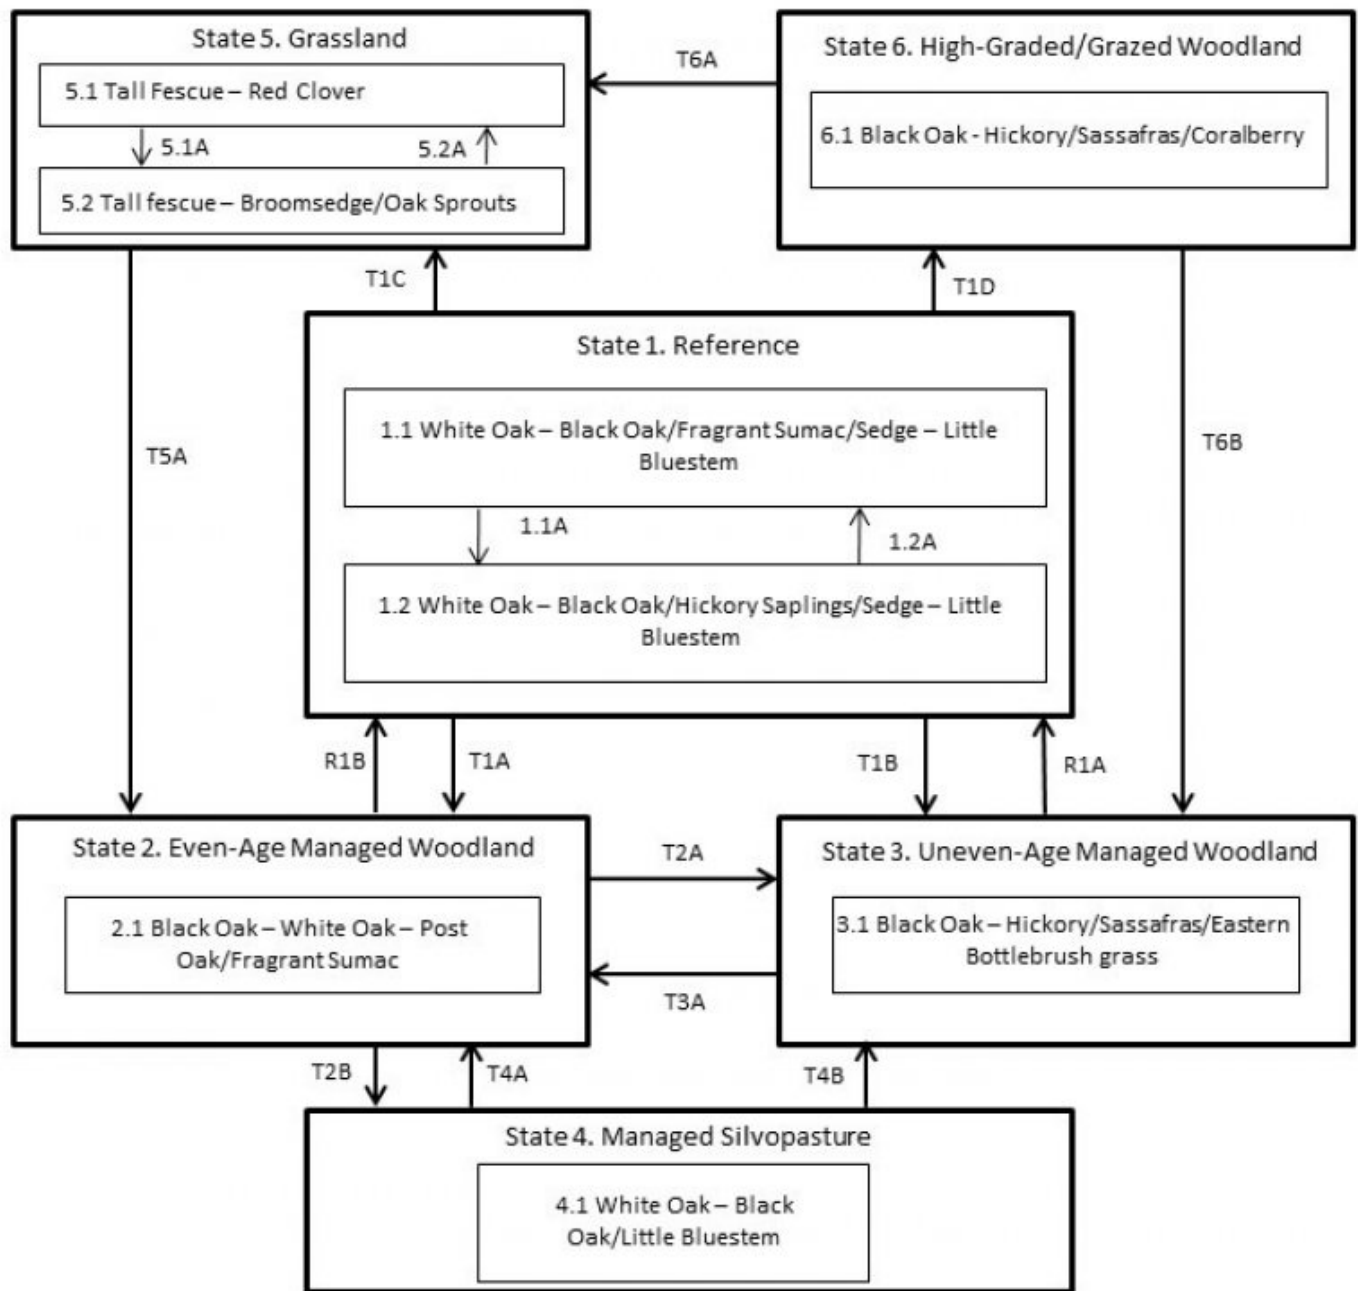 State 5. Grassland
5.1 Tall Fescue – Red Clover
5.1A
5.2A
5.2 Tall fescue – Broomsedge/Oak Sprouts
T6A
State 6. High-Graded/Grazed Woodland
6.1 Black Oak - Hickory/Sassafras/Coralberry
T1C
T1D
State 1. Reference
1.1 White Oak – Black Oak/Fragrant Sumac/Sedge – Little
Bluestem
1.1A
1.2A
1.2 White Oak – Black Oak/Hickory Saplings/Sedge – Little
Bluestem
T5A
T6B
R1B
T1A
T1B
R1A
State 2. Even-Age Managed Woodland
2.1 Black Oak – White Oak – Post
Oak/Fragrant Sumac
T2A
T3A
State 3. Uneven-Age Managed Woodland
3.1 Black Oak – Hickory/Sassafras/Eastern
Bottlebrush grass
T2B
T4A
T4B
State 4. Managed Silvopasture
4.1 White Oak – Black
Oak/Little Bluestem